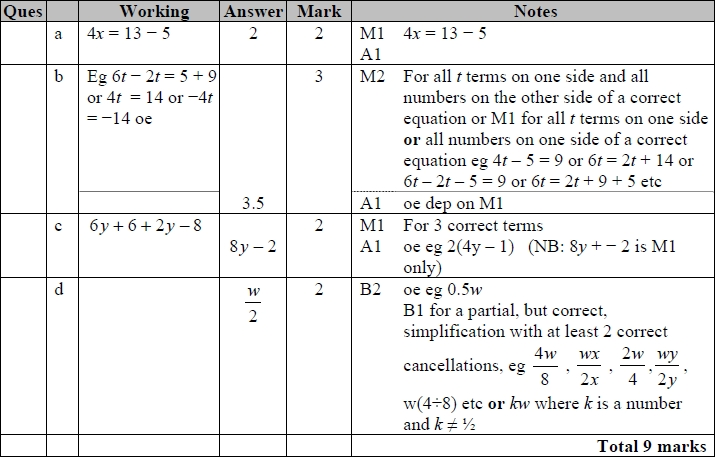 Ques Working Answer Mark Notes
a 4x = 13 − 5 2 2 M1 4x = 13 − 5
A1
b Eg 6t − 2t = 5 + 9 3 M2 For all t terms on one side and all
or 4t = 14 or −4t numbers on the other side of a correct
= −14 oe equation or M1 for all t terms on one side
or all numbers on one side of a correct
equation eg 4t – 5 = 9 or 6t = 2t + 14 or
6t – 2t – 5 = 9 or 6t = 2t + 9 + 5 etc
3.5 A1 oe dep on M1
c 6y + 6 + 2y – 8 2 M1 For 3 correct terms
8y – 2 A1 oe eg 2(4y – 1) (NB: 8y + − 2 is M1
only)
d w/2 2 B2 oe eg 0.5w
B1 for a partial, but correct,
simplification with at least 2 correct
cancellations, eg 4w/8 , wx/2x , 2w/4 , wy/2y ,
w(4÷8) etc or kw where k is a number
and k ≠ ½
Total 9 marks